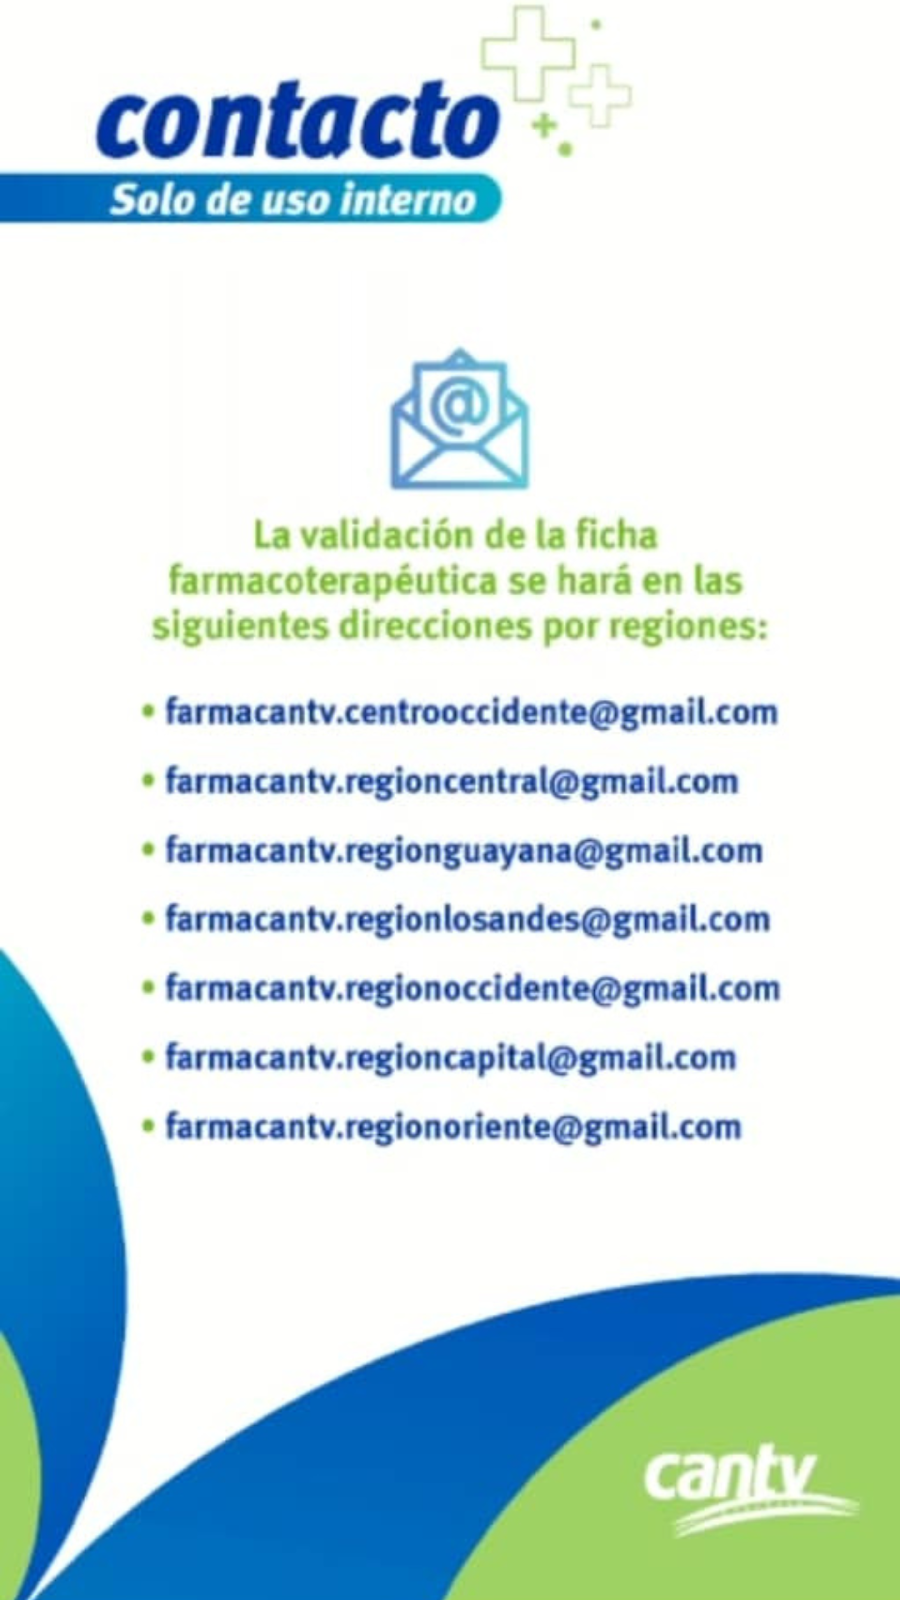 contacto
Solo de uso interno
@
La validación de la ficha
farmacoterapéutica se hará en las
siguientes direcciones por regiones:
• farmacantv.centrooccidente@gmail.com
• farmacantv.regioncentral@gmail.com
• farmacantv.regionguayana@gmail.com
• farmacantv.regionlosandes@gmail.com
• farmacantv.regionoccidente@gmail.com
• farmacantv.regioncapital@gmail.com
• farmacantv.regionoriente@gmail.com
cantv